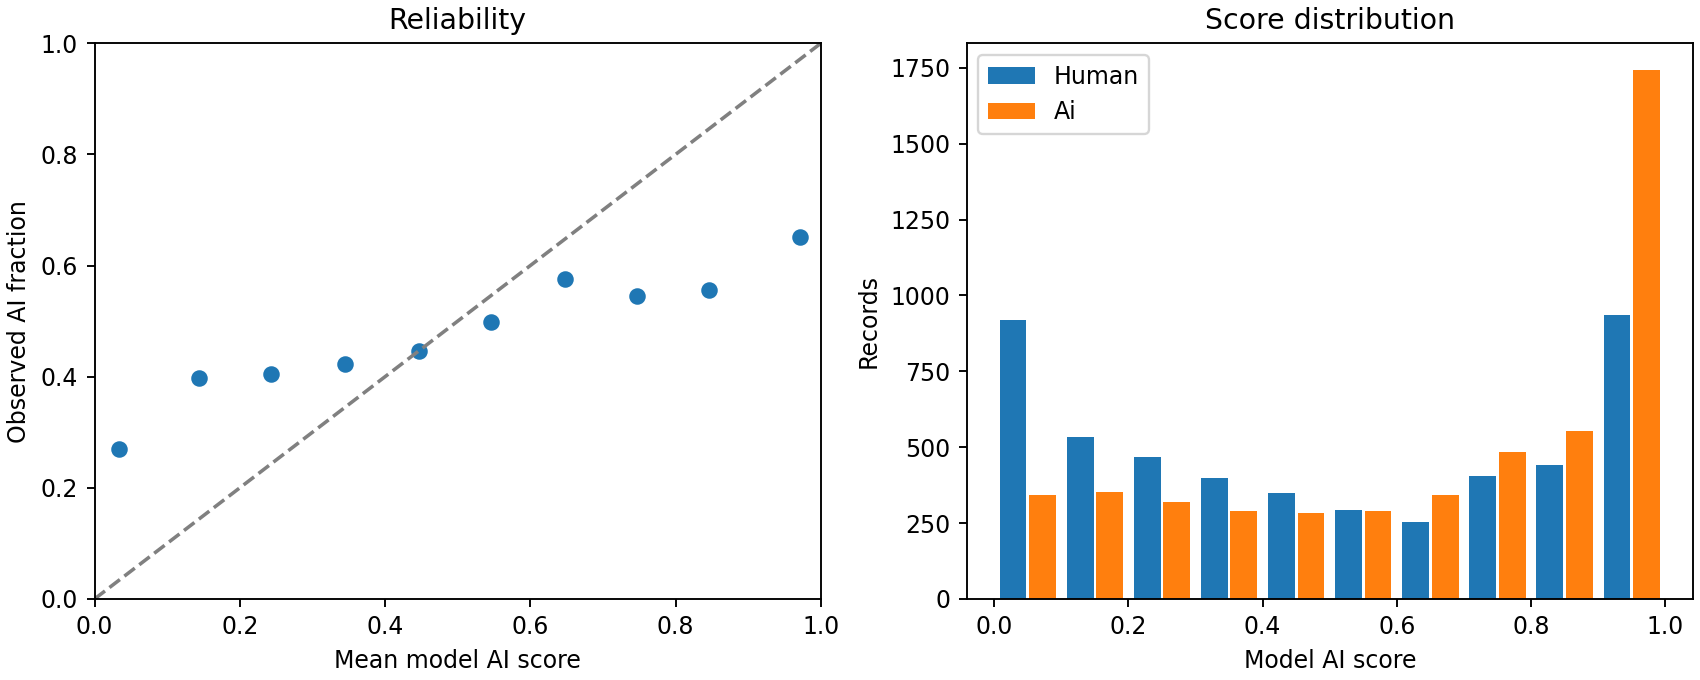 Reliability
Observed AI fraction
1.0
0.8
0.6
0.4
0.2
0.0
0.0 0.2 0.4 0.6 0.8 1.0
Mean model AI score
Score distribution
Human
Ai
Records
1750
1500
1250
1000
750
500
250
0
0.0 0.2 0.4 0.6 0.8 1.0
Model AI score